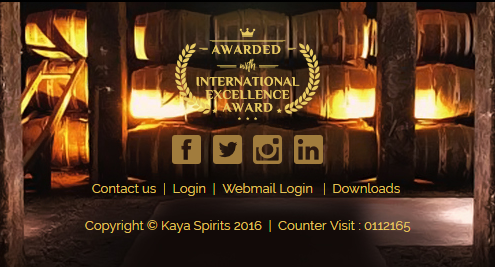 AWARDED
with
INTERNATIONAL
EXCELLENCE
AWARD
Contact us | Login | Webmail Login | Downloads
Copyright © Kaya Spirits 2016 | Counter Visit : 0112165